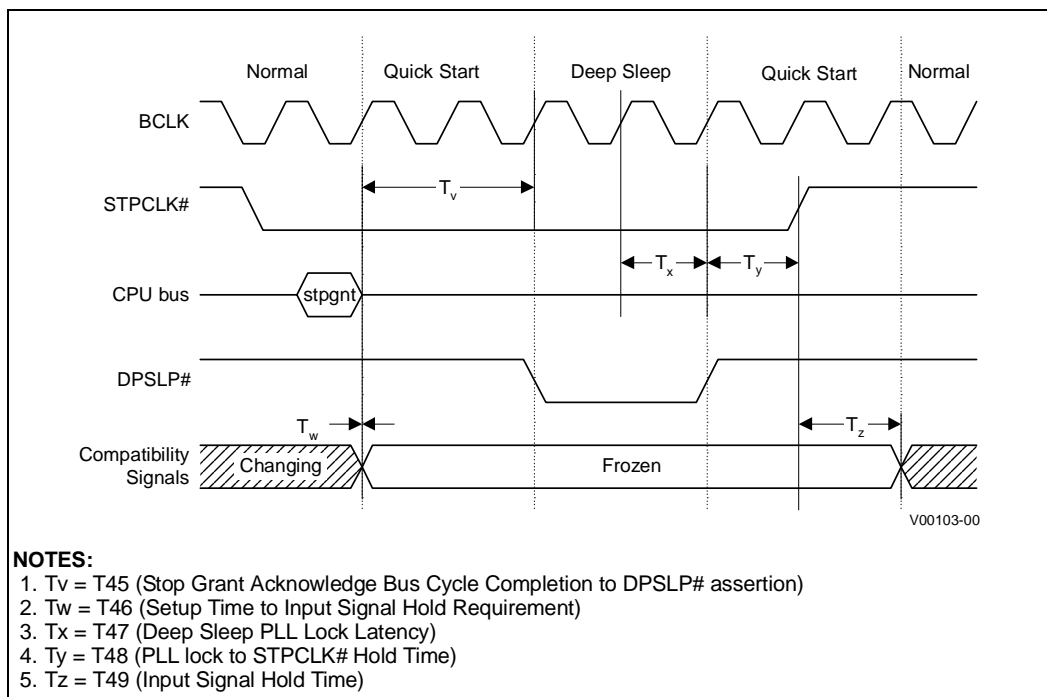 Normal Quick Start Deep Sleep Quick Start Normal
BCLK
STPCLK#
Tv
Tx Ty
CPU bus
stpgnt
DPSLP#
Tw
Tz
Compatibility
Signals
Changing
Frozen
V00103-00
NOTES:
1. Tv = T45 (Stop Grant Acknowledge Bus Cycle Completion to DPSLP# assertion)
2. Tw = T46 (Setup Time to Input Signal Hold Requirement)
3. Tx = T47 (Deep Sleep PLL Lock Latency)
4. Ty = T48 (PLL lock to STPCLK# Hold Time)
5. Tz = T49 (Input Signal Hold Time)